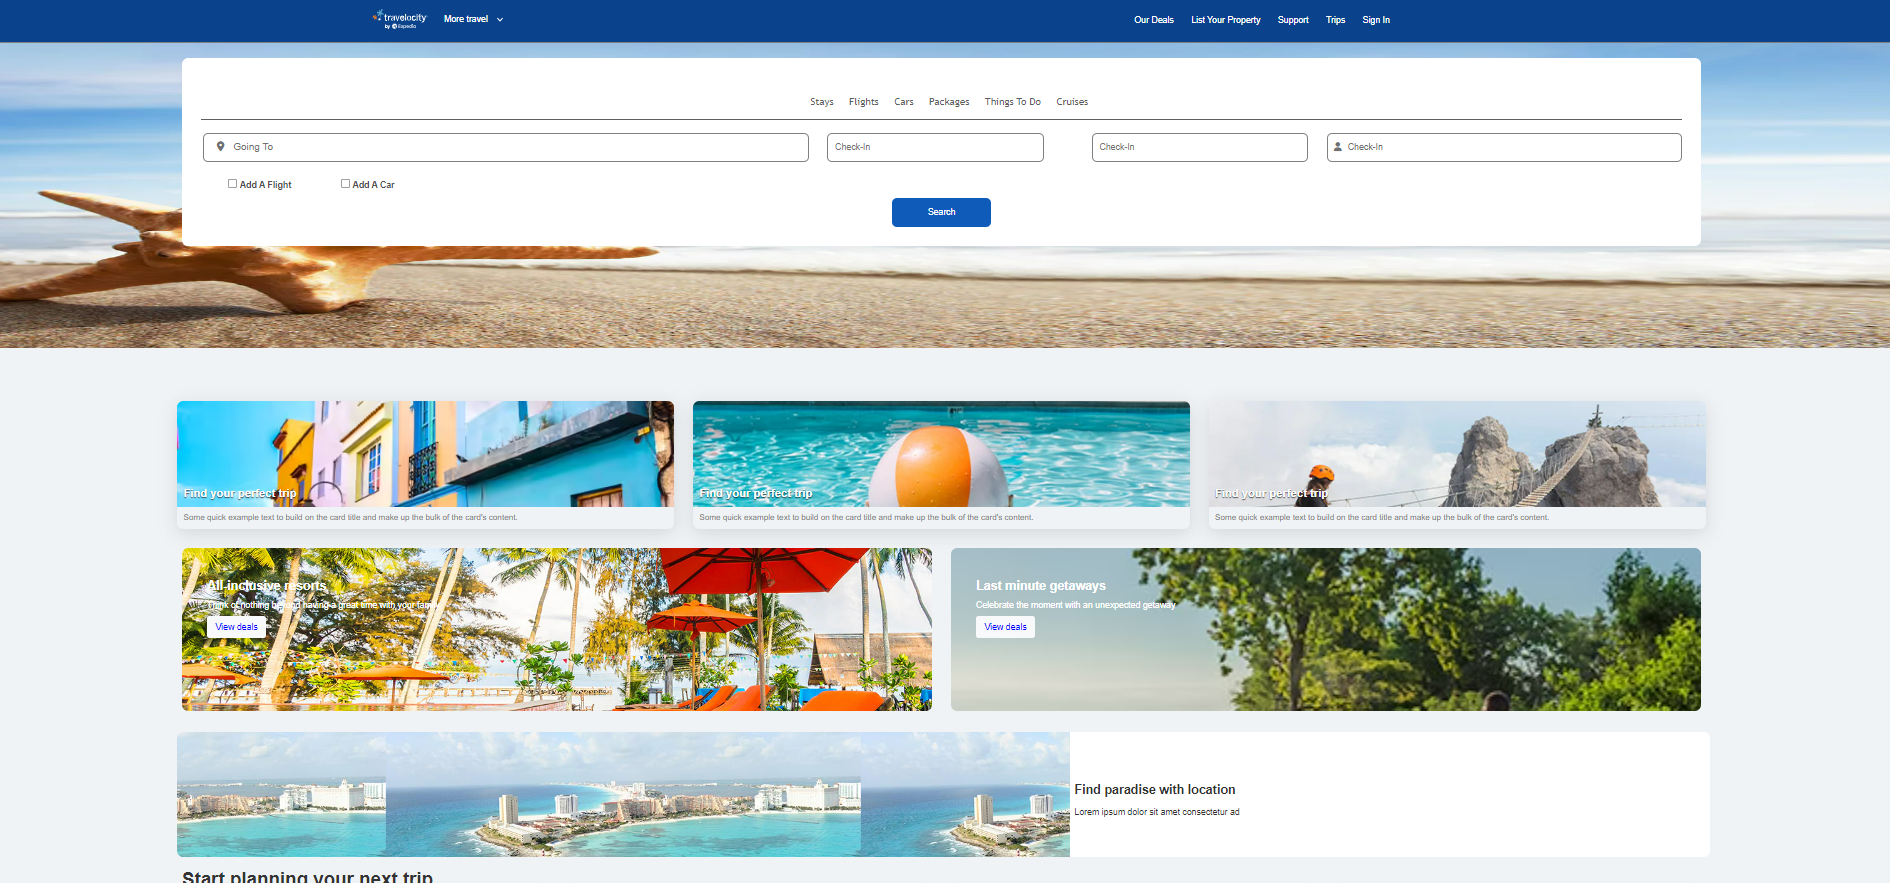 travelocity
by Expedia
More travel
Our Deals
List Your Property
Support
Trips
Sign In
Stays
Flights
Cars
Packages
Things To Do
Cruises
Going To
Check-In
Check-In
Check-In
Add A Flight
Add A Car
Search
Find your perfect trip
Some quick example text to build on the card title and make up the bulk of the card's content.
Find your perfect trip
Some quick example text to build on the card title and make up the bulk of the card's content.
Find your perfect trip
Some quick example text to build on the card title and make up the bulk of the card's content.
All-inclusive resorts
Think of nothing beyond having a great time with your family
View deals
Last minute getaways
Celebrate the moment with an unexpected getaway
View deals
Find paradise with location
Lorem ipsum dolor sit amet consectetur ad
Start planning your next trip